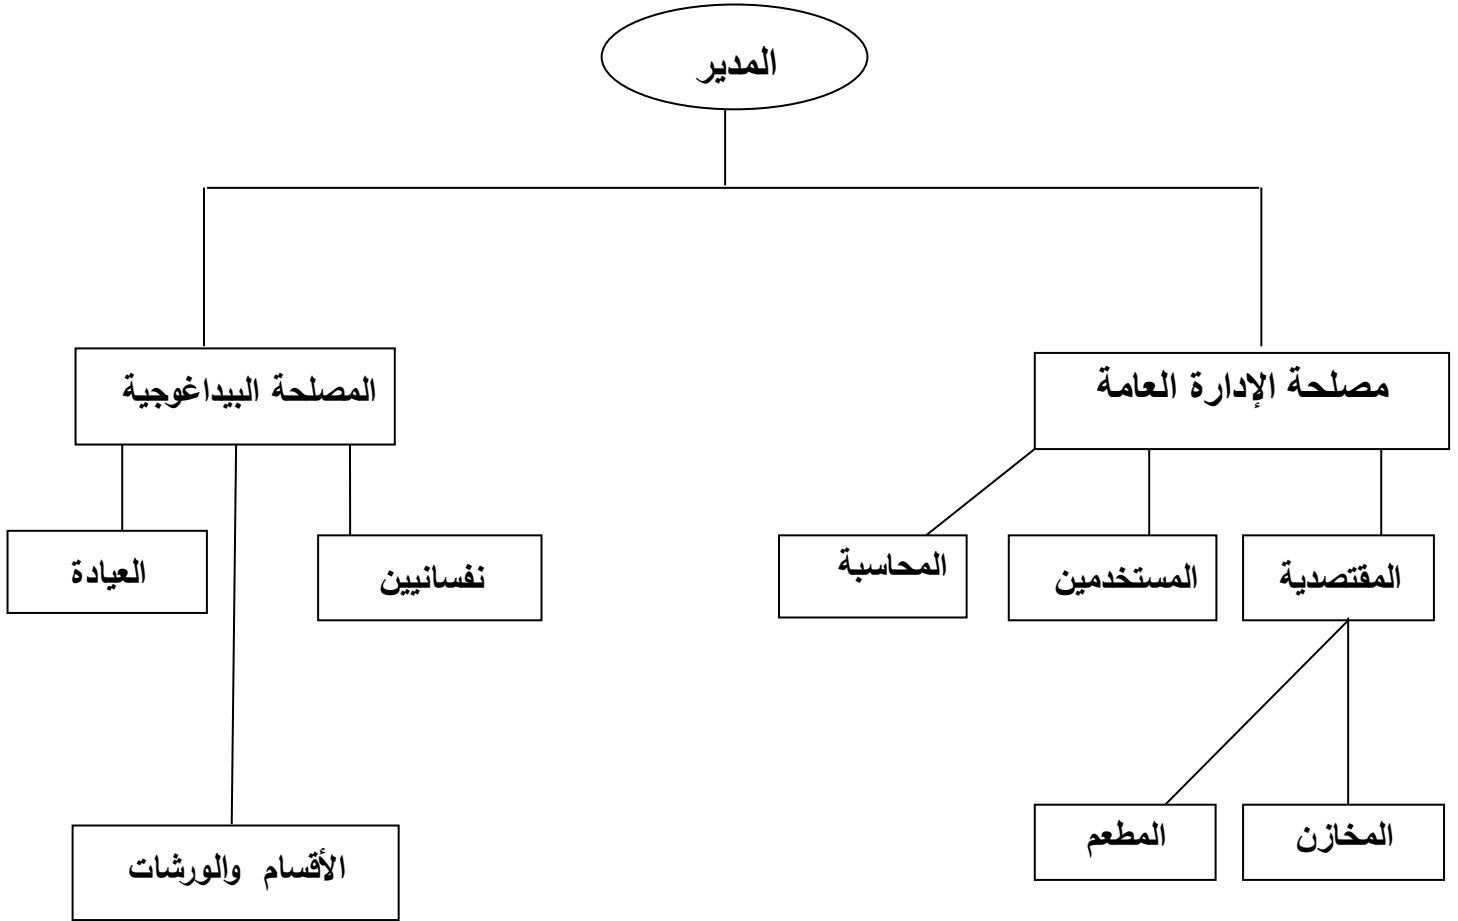 المدير
مصلحة الإدارة العامة
المصلحة البيداغوجية
المقتصدية
المستخدمين
المحاسبة
نفسانيين
العيادة
المخازن
المطعم
الأقسام والورشات